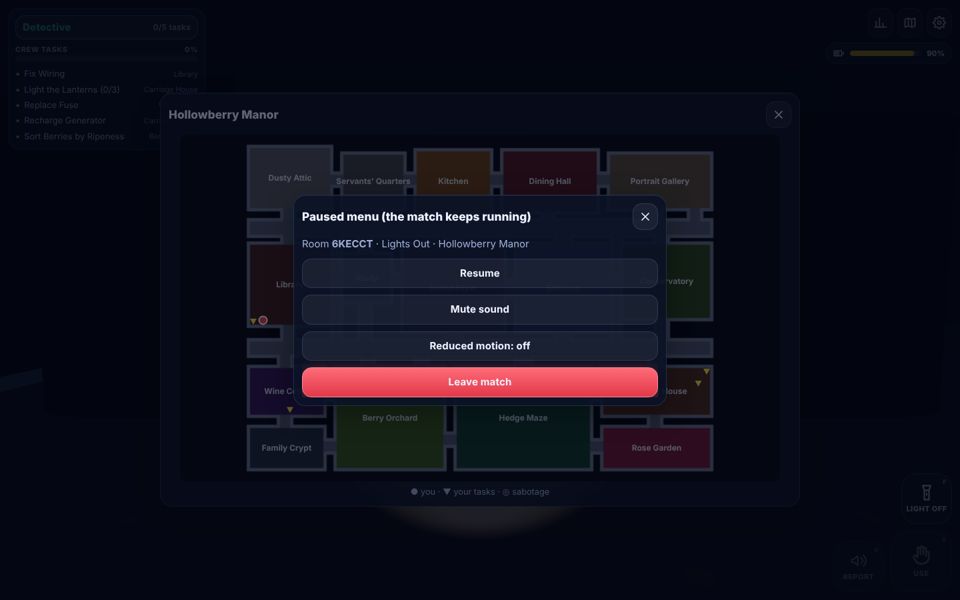 Detective 0/5 tasks
CREW TASKS 0%
Fix Wiring Library
Light the Lanterns (0/3) Carriage House
Replace Fuse
Recharge Generator
Sort Berries by Ripeness
90%
Hollowberry Manor
Dusty Attic
Servants' Quarters
Kitchen
Dining Hall
Portrait Gallery
Paused menu (the match keeps running)
Room 6KECCT · Lights Out · Hollowberry Manor
Resume
Mute sound
Reduced motion: off
Leave match
Berry Orchard
Hedge Maze
Family Crypt
Rose Garden
you · your tasks · sabotage
LIGHT OFF
REPORT
USE